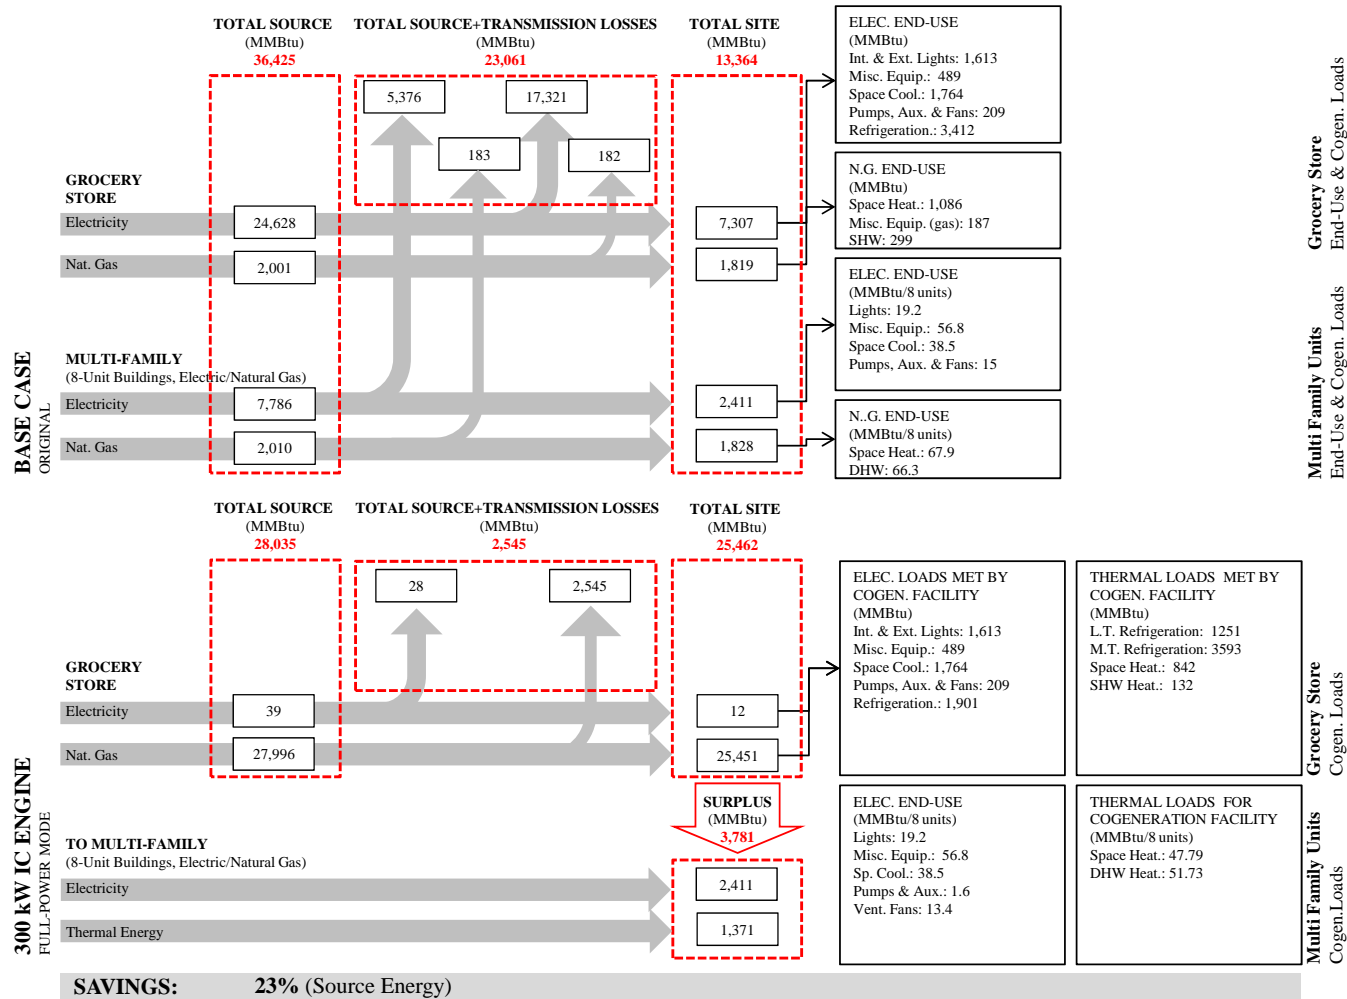 TOTAL SOURCE
(MMBtu)
36,425
TOTAL SOURCE+TRANSMISSION LOSSES
(MMBtu)
23,061
TOTAL SITE
(MMBtu)
13,364
5,376
17,321
183
182
GROCERY
STORE
Electricity
24,628
7,307
Nat. Gas
2,001
1,819
MULTI-FAMILY
(8-Unit Buildings, Electric/Natural Gas)
Electricity
7,786
2,411
Nat. Gas
2,010
1,828
BASE CASE
ORIGINAL
ELEC. END-USE
(MMBtu)
Int. & Ext. Lights: 1,613
Misc. Equip.: 489
Space Cool.: 1,764
Pumps, Aux. & Fans: 209
Refrigeration.: 3,412
N.G. END-USE
(MMBtu)
Space Heat.: 1,086
Misc. Equip. (gas): 187
SHW: 299
ELEC. END-USE
(MMBtu/8 units)
Lights: 19.2
Misc. Equip.: 56.8
Space Cool.: 38.5
Pumps, Aux. & Fans: 15
N..G. END-USE
(MMBtu/8 units)
Space Heat.: 67.9
DHW: 66.3
Grocery Store
End-Use & Cogen. Loads
Multi Family Units
End-Use & Cogen. Loads
TOTAL SOURCE
(MMBtu)
28,035
TOTAL SOURCE+TRANSMISSION LOSSES
(MMBtu)
2,545
TOTAL SITE
(MMBtu)
25,462
28
2,545
GROCERY
STORE
Electricity
39
12
Nat. Gas
27,996
25,451
SURPLUS
(MMBtu)
3,781
TO MULTI-FAMILY
(8-Unit Buildings, Electric/Natural Gas)
Electricity
2,411
Thermal Energy
1,371
300 kW IC ENGINE
FULL-POWER MODE
ELEC. LOADS MET BY
COGEN. FACILITY
(MMBtu)
Int. & Ext. Lights: 1,613
Misc. Equip.: 489
Space Cool.: 1,764
Pumps, Aux. & Fans: 209
Refrigeration.: 1,901
THERMAL LOADS MET BY
COGEN. FACILITY
(MMBtu)
L.T. Refrigeration: 1251
M.T. Refrigeration: 3593
Space Heat.: 842
SHW Heat.: 132
ELEC. END-USE
(MMBtu/8 units)
Lights: 19.2
Misc. Equip.: 56.8
Sp. Cool.: 38.5
Pumps & Aux.: 1.6
Vent. Fans: 13.4
THERMAL LOADS FOR
COGENERATION FACILITY
(MMBtu/8 units)
Space Heat.: 47.79
DHW Heat.: 51.73
Grocery Store
Cogen. Loads
Multi Family Units
Cogen.Loads
SAVINGS: 23% (Source Energy)